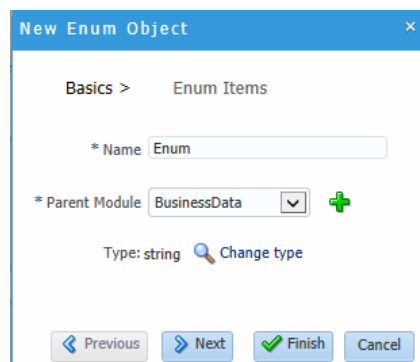 New Enum Object ×
Basics > Enum Items
* Name Enum
* Parent Module BusinessData
Type: string Change type
Previous Next Finish Cancel